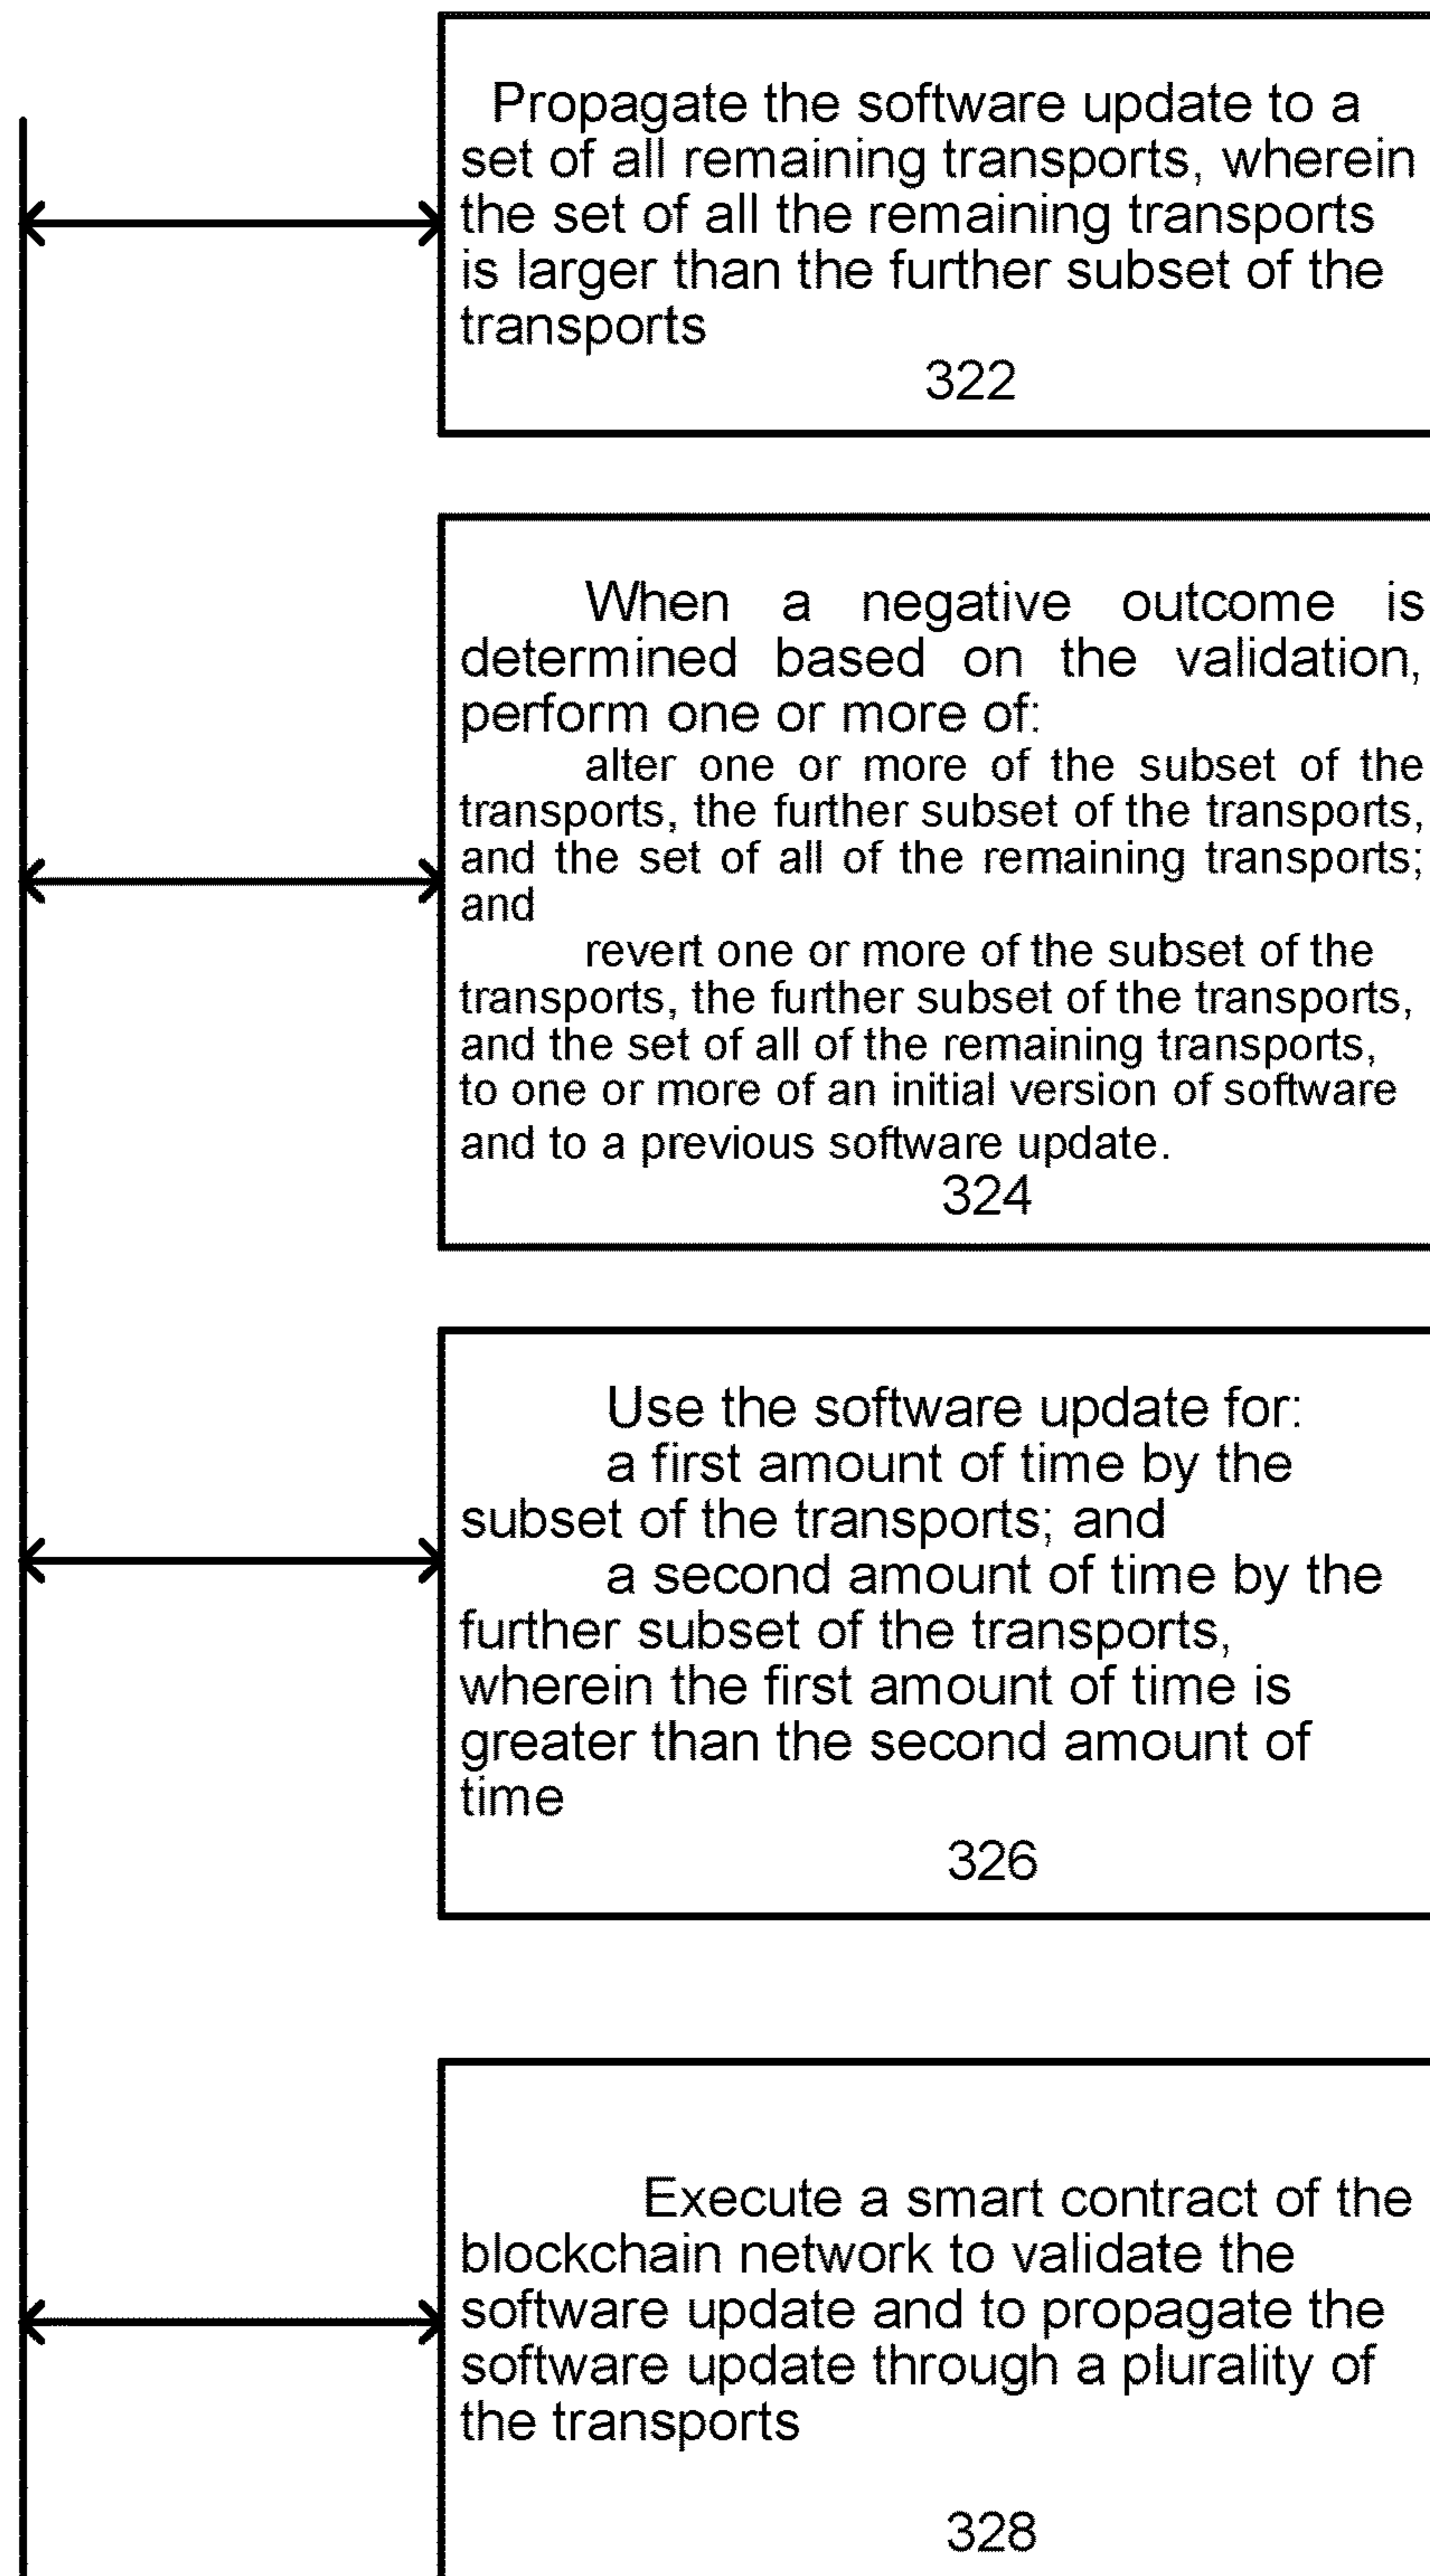 Propagate the software update to a
set of all remaining transports, wherein
the set of all the remaining transports
is larger than the further subset of the
transports
322
When a negative outcome is
determined based on the validation,
perform one or more of:
alter one or more of the subset of the
transports, the further subset of the transports,
and the set of all of the remaining transports;
and
revert one or more of the subset of the
transports, the further subset of the transports,
and the set of all of the remaining transports,
to one or more of an initial version of software
and to a previous software update.
324
Use the software update for:
a first amount of time by the
subset of the transports; and
a second amount of time by the
further subset of the transports,
wherein the first amount of time is
greater than the second amount of
time
326
Execute a smart contract of the
blockchain network to validate the
software update and to propagate the
software update through a plurality of
the transports
328